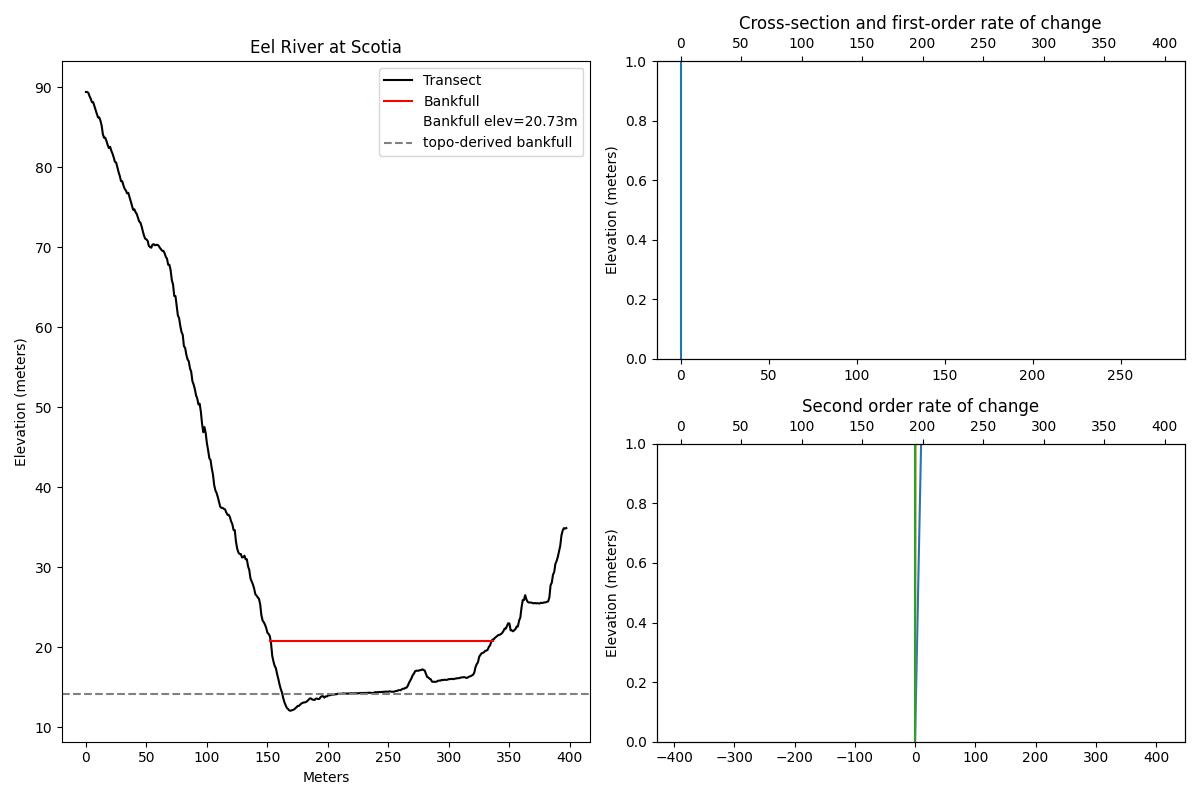 Eel River at Scotia
Transect
Bankfull
Bankfull elev=20.73m
topo-derived bankfull
90
80
70
60
50
40
30
20
10
Elevation (meters)
0 50 100 150 200 250 300 350 400
Meters
Cross-section and first-order rate of change
0 50 100 150 200 250 300 350 400
1.0
0.8
0.6
0.4
0.2
0.0
Elevation (meters)
0 50 100 150 200 250
Second order rate of change
0 50 100 150 200 250 300 350 400
1.0
0.8
0.6
0.4
0.2
0.0
Elevation (meters)
−400 −300 −200 −100 0 100 200 300 400